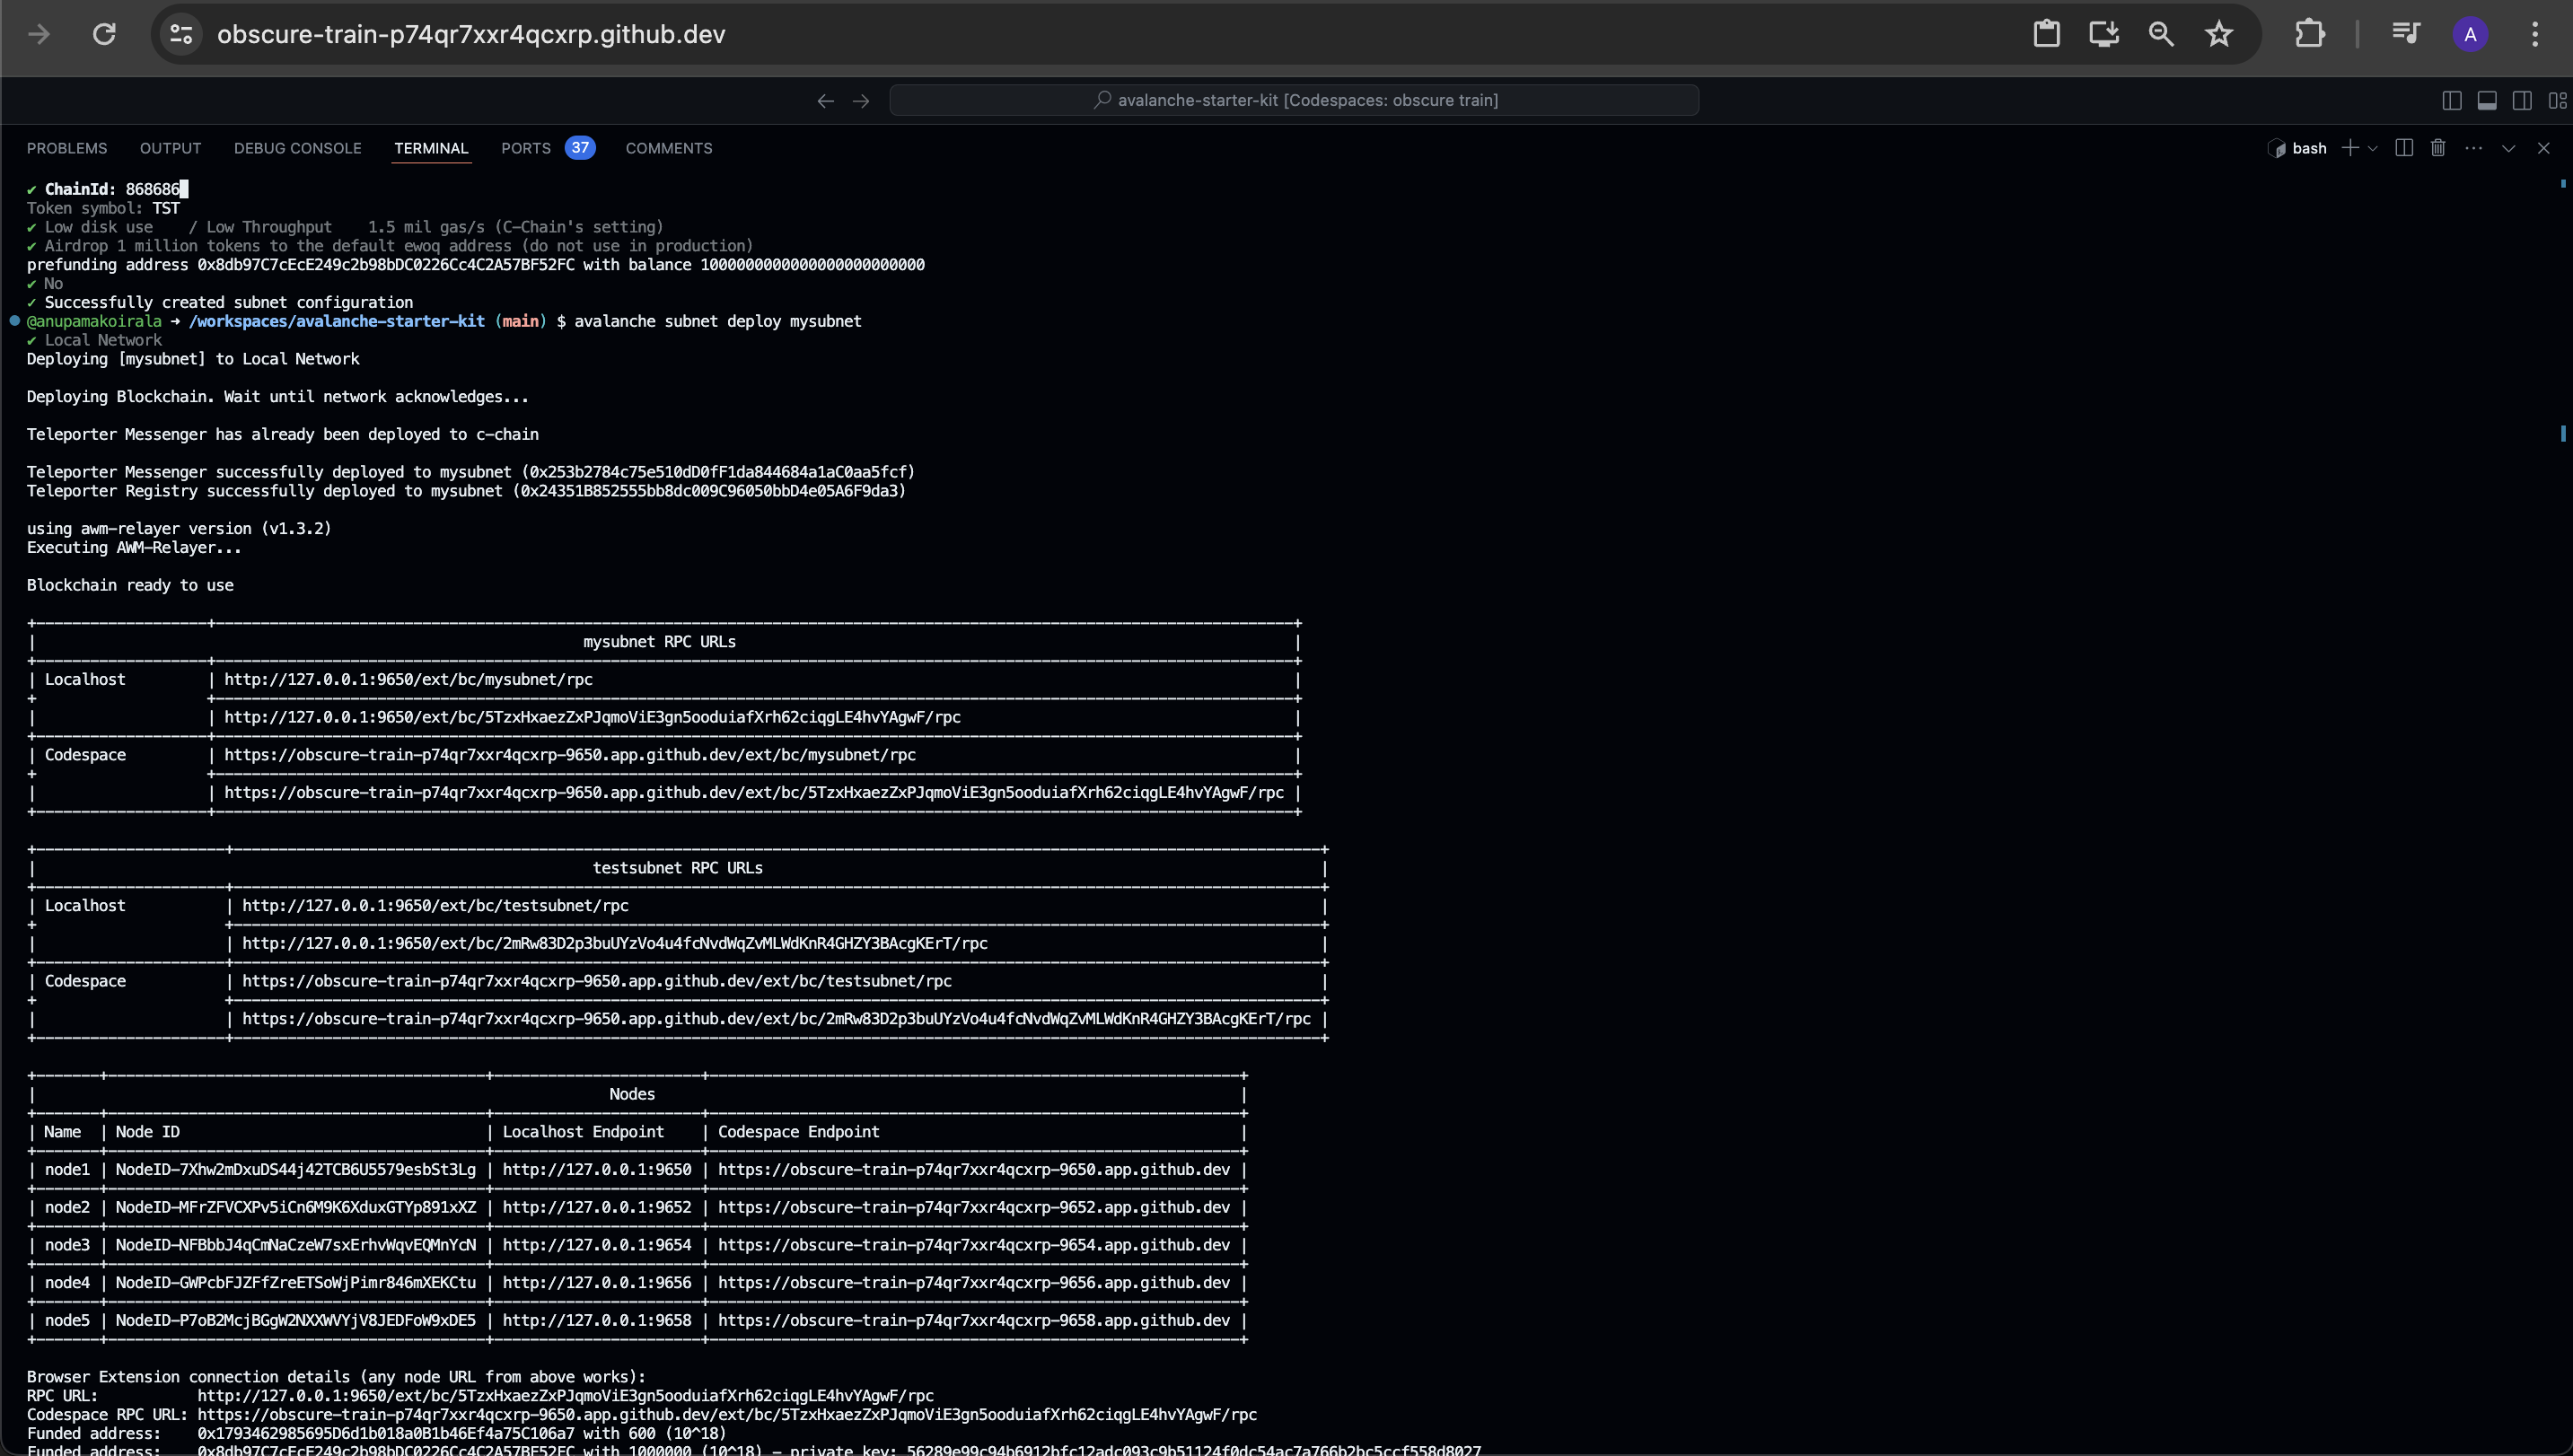 obscure-train-p74qr7xxr4qcxrp.github.dev
A
avalanche-starter-kit [Codespaces: obscure train]
PROBLEMS OUTPUT DEBUG CONSOLE TERMINAL PORTS 37 COMMENTS
bash
✔ ChainId: 868686
Token symbol: TST
✔ Low disk use    / Low Throughput    1.5 mil gas/s (C-Chain's setting)
✔ Airdrop 1 million tokens to the default ewoq address (do not use in production)
prefunding address 0x8db97C7cEcE249c2b98bDC0226Cc4C2A57BF52FC with balance 1000000000000000000000000
✔ No
✓ Successfully created subnet configuration
@anupamakoirala ➜ /workspaces/avalanche-starter-kit (main) $ avalanche subnet deploy mysubnet
✔ Local Network
Deploying [mysubnet] to Local Network
Deploying Blockchain. Wait until network acknowledges...
Teleporter Messenger has already been deployed to c-chain
Teleporter Messenger successfully deployed to mysubnet (0x253b2784c75e510dD0fF1da844684a1aC0aa5fcf)
Teleporter Registry successfully deployed to mysubnet (0x24351B852555bb8dc009C96050bbD4e05A6F9da3)
using awm-relayer version (v1.3.2)
Executing AWM-Relayer...
Blockchain ready to use
mysubnet RPC URLs
| Localhost | http://127.0.0.1:9650/ext/bc/mysubnet/rpc |
| | http://127.0.0.1:9650/ext/bc/5TzxHxaezZxPJqmoViE3gn5ooduiafXrh62ciqgLE4hvYAgwF/rpc |
| Codespace | https://obscure-train-p74qr7xxr4qcxrp-9650.app.github.dev/ext/bc/mysubnet/rpc |
| | https://obscure-train-p74qr7xxr4qcxrp-9650.app.github.dev/ext/bc/5TzxHxaezZxPJqmoViE3gn5ooduiafXrh62ciqgLE4hvYAgwF/rpc |
testsubnet RPC URLs
| Localhost | http://127.0.0.1:9650/ext/bc/testsubnet/rpc |
| | http://127.0.0.1:9650/ext/bc/2mRw83D2p3buUYzVo4u4fcNvdWqZvMLWdKnR4GHZY3BAcgKErT/rpc |
| Codespace | https://obscure-train-p74qr7xxr4qcxrp-9650.app.github.dev/ext/bc/testsubnet/rpc |
| | https://obscure-train-p74qr7xxr4qcxrp-9650.app.github.dev/ext/bc/2mRw83D2p3buUYzVo4u4fcNvdWqZvMLWdKnR4GHZY3BAcgKErT/rpc |
Nodes
| Name | Node ID | Localhost Endpoint | Codespace Endpoint |
| node1 | NodeID-7Xhw2mDxuDS44j42TCB6U5579esbSt3Lg | http://127.0.0.1:9650 | https://obscure-train-p74qr7xxr4qcxrp-9650.app.github.dev |
| node2 | NodeID-MFrZFVCXPv5iCn6M9K6XduxGTYp891xXZ | http://127.0.0.1:9652 | https://obscure-train-p74qr7xxr4qcxrp-9652.app.github.dev |
| node3 | NodeID-NFBbbJ4qCmNaCzeW7sxErhvWqvEQMnYcN | http://127.0.0.1:9654 | https://obscure-train-p74qr7xxr4qcxrp-9654.app.github.dev |
| node4 | NodeID-GWPcbFJZFfZreETSoWjPimr846mXEKCtu | http://127.0.0.1:9656 | https://obscure-train-p74qr7xxr4qcxrp-9656.app.github.dev |
| node5 | NodeID-P7oB2McjBGgW2NXXWVYjV8JEDFoW9xDE5 | http://127.0.0.1:9658 | https://obscure-train-p74qr7xxr4qcxrp-9658.app.github.dev |
Browser Extension connection details (any node URL from above works):
RPC URL:           http://127.0.0.1:9650/ext/bc/5TzxHxaezZxPJqmoViE3gn5ooduiafXrh62ciqgLE4hvYAgwF/rpc
Codespace RPC URL: https://obscure-train-p74qr7xxr4qcxrp-9650.app.github.dev/ext/bc/5TzxHxaezZxPJqmoViE3gn5ooduiafXrh62ciqgLE4hvYAgwF/rpc
Funded address:    0x1793462985695D6d1b018a0B1b46Ef4a75C106a7 with 600 (10^18)
Funded address:    0x8db97C7cEcE249c2b98bDC0226Cc4C2A57BF52FC with 1000000 (10^18) - private key: 56289e99c94b6912bfc12adc093c9b51124f0dc54ac7a766b2bc5ccf558d8027